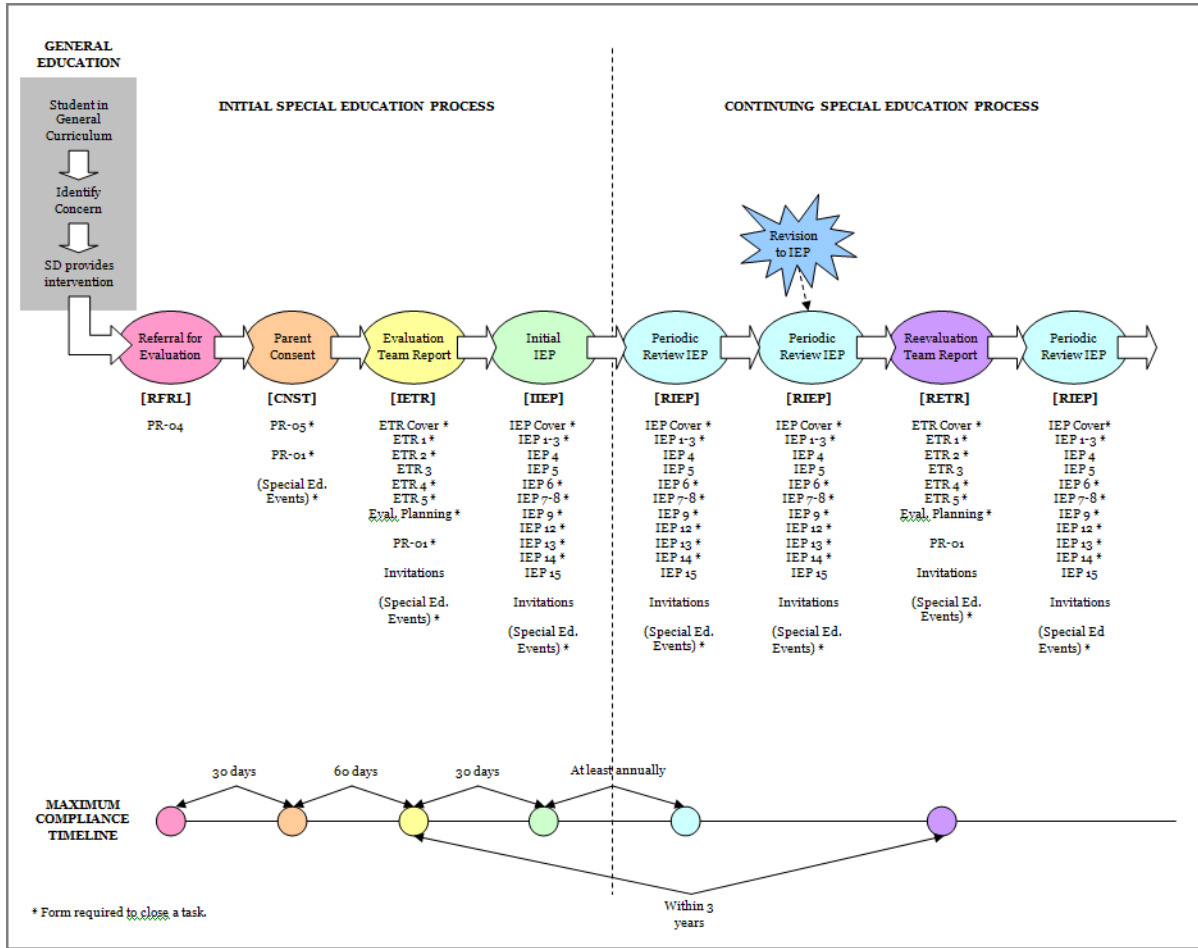 GENERAL
EDUCATION
Student in
General
Curriculum
Identify
Concern
SD provides
intervention
INITIAL SPECIAL EDUCATION PROCESS
CONTINUING SPECIAL EDUCATION PROCESS
Revision
to IEP
Referral for
Evaluation
Parent
Consent
Evaluation
Team Report
Initial
IEP
Periodic
Review IEP
Periodic
Review IEP
Reevaluation
Team Report
Periodic
Review IEP
[RFRL]
PR-04
[CNST]
PR-05 *
PR-01 *
(Special Ed.
Events) *
[IETR]
ETR Cover *
ETR 1 *
ETR 2 *
ETR 3
ETR 4 *
ETR 5 *
Eval. Planning *
PR-01 *
Invitations
(Special Ed.
Events) *
[IIEP]
IEP Cover *
IEP 1-3 *
IEP 4
IEP 5
IEP 6 *
IEP 7-8 *
IEP 9 *
IEP 12 *
IEP 13 *
IEP 14 *
IEP 15
Invitations
(Special Ed.
Events) *
[RIEP]
IEP Cover *
IEP 1-3 *
IEP 4
IEP 5
IEP 6 *
IEP 7-8 *
IEP 9 *
IEP 12 *
IEP 13 *
IEP 14 *
IEP 15
Invitations
(Special Ed.
Events) *
[RIEP]
IEP Cover *
IEP 1-3 *
IEP 4
IEP 5
IEP 6 *
IEP 7-8 *
IEP 9 *
IEP 12 *
IEP 13 *
IEP 14 *
IEP 15
Invitations
(Special Ed.
Events) *
[RETR]
ETR Cover *
ETR 1 *
ETR 2 *
ETR 3
ETR 4 *
ETR 5 *
Eval. Planning *
PR-01
Invitations
(Special Ed.
Events) *
[RIEP]
IEP Cover*
IEP 1-3 *
IEP 4
IEP 5
IEP 6 *
IEP 7-8 *
IEP 9 *
IEP 12 *
IEP 13 *
IEP 14 *
IEP 15
Invitations
(Special Ed
Events) *
30 days
60 days
30 days
At least annually
MAXIMUM
COMPLIANCE
TIMELINE
Within 3
years
* Form required to close a task.